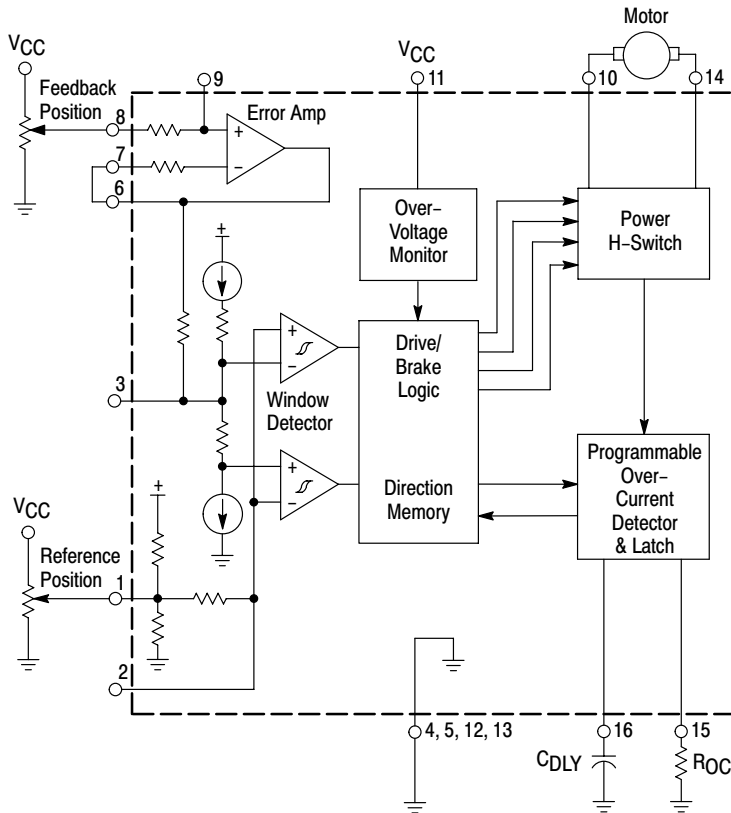 Motor
VCC
VCC
9
11
10
14
Feedback
Position
8
Error Amp
+
7
−
6
Over−
Voltage
Monitor
Power
H−Switch
+
+
−
Drive/
Brake
Logic
3
Window
Detector
Programmable
Over−
Current
Detector
& Latch
+
−
Direction
Memory
+
VCC
Reference
Position
1
2
4, 5, 12, 13
16
15
CDLY
ROC